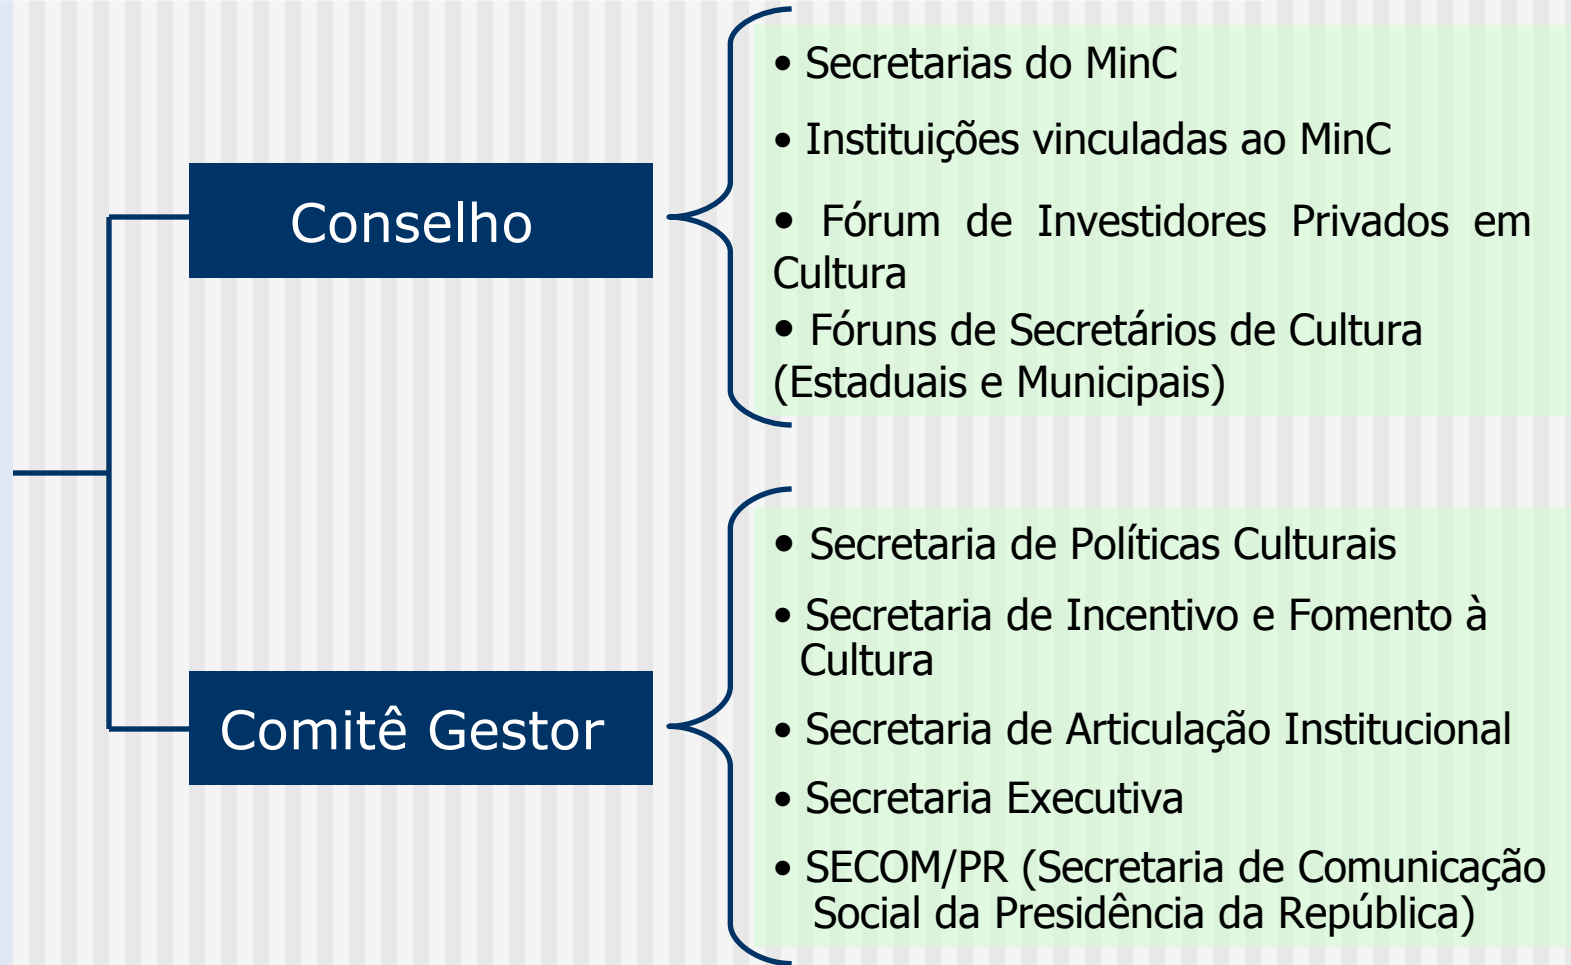 Conselho
• Secretarias do MinC
• Instituições vinculadas ao MinC
• Fórum de Investidores Privados em
Cultura
• Fóruns de Secretários de Cultura
(Estaduais e Municipais)
Comitê Gestor
• Secretaria de Políticas Culturais
• Secretaria de Incentivo e Fomento à
Cultura
• Secretaria de Articulação Institucional
• Secretaria Executiva
• SECOM/PR (Secretaria de Comunicação
Social da Presidência da República)